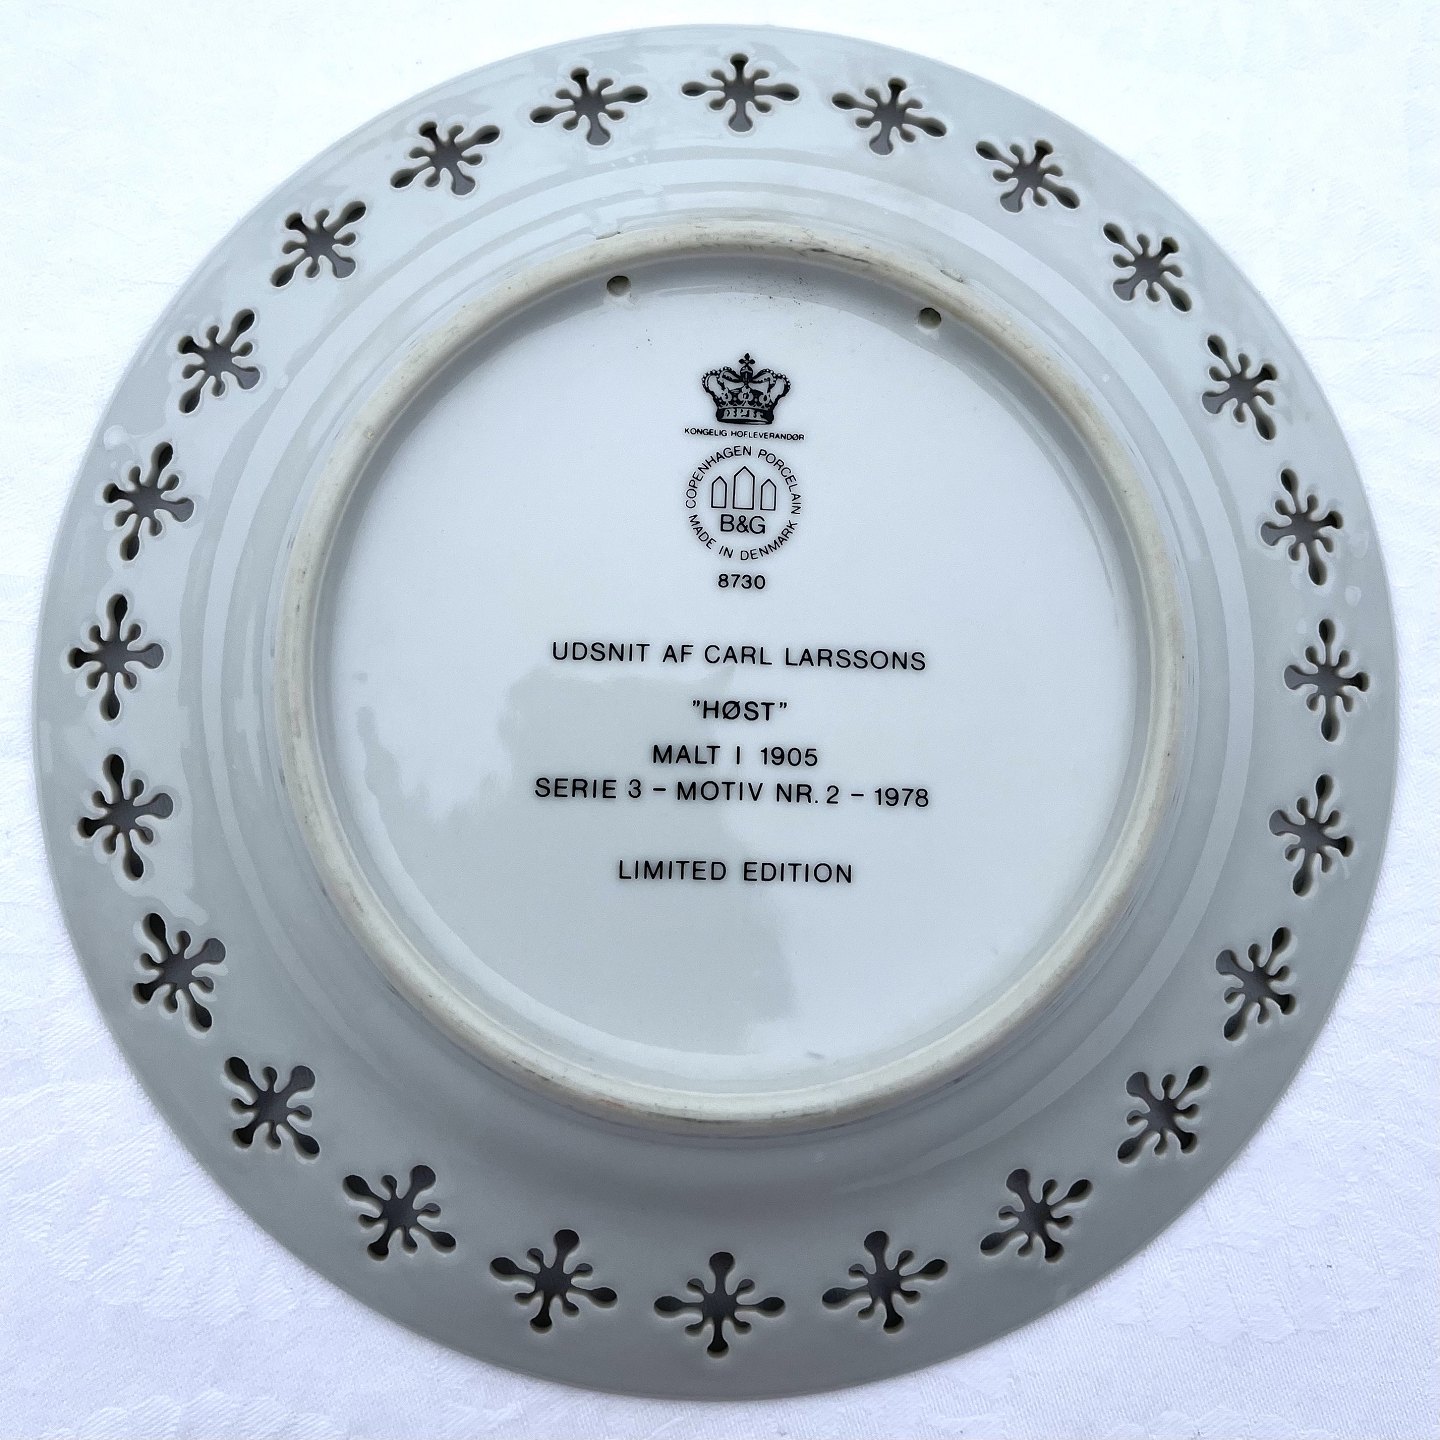 KONGELIG HOFLEVERANDØR
COPENHAGEN PORCELAIN
B&G
MADE IN DENMARK
8730
UDSNIT AF CARL LARSSONS
"HØST"
MALT I 1905
SERIE 3 - MOTIV NR. 2 - 1978
LIMITED EDITION